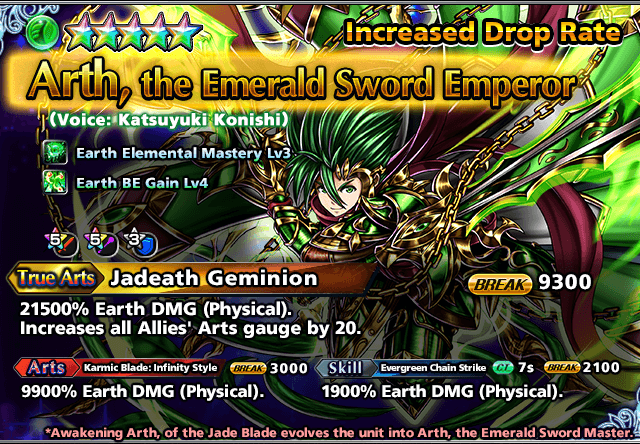 Increased Drop Rate
Arth, the Emerald Sword Emperor
(Voice: Katsuyuki Konishi)
Earth Elemental Mastery Lv3
Earth BE Gain Lv4
5 5 3
True Arts Jadeath Geminion BREAK 9300
21500% Earth DMG (Physical).
Increases all Allies' Arts gauge by 20.
Arts Karmic Blade: Infinity Style BREAK 3000
9900% Earth DMG (Physical).
Skill Evergreen Chain Strike CT 7s BREAK 2100
1900% Earth DMG (Physical).
*Awakening Arth, of the Jade Blade evolves the unit into Arth, the Emerald Sword Master.